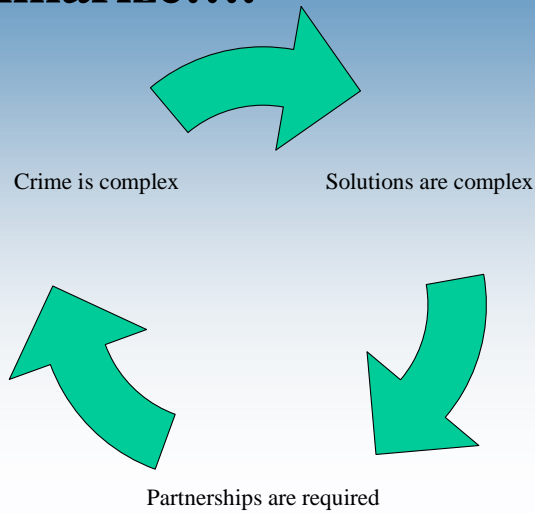 Crime is complex
Solutions are complex
Partnerships are required